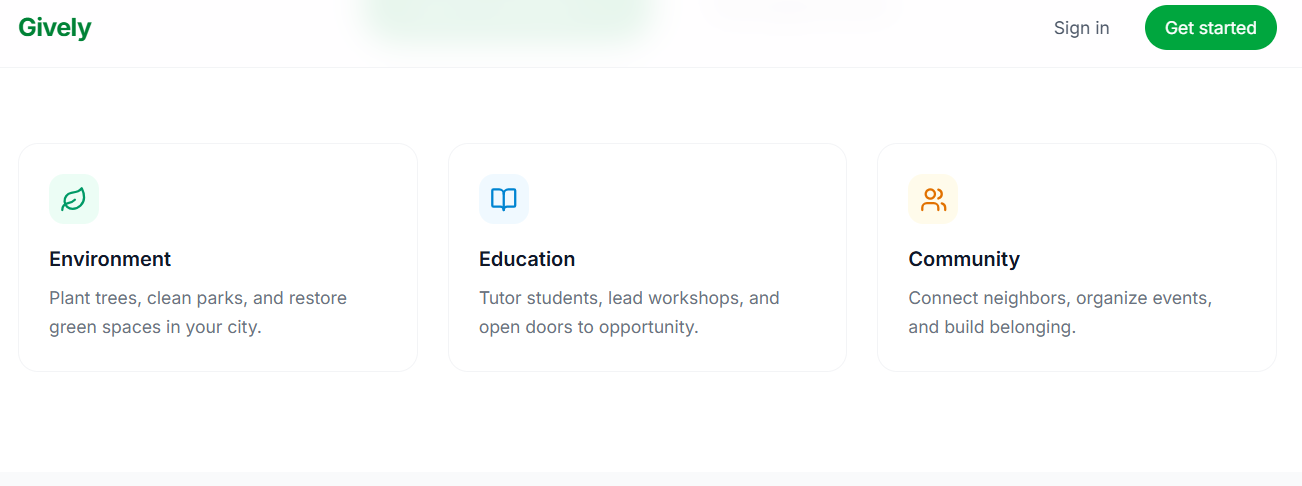 Gively
Sign in
Get started
Environment
Plant trees, clean parks, and restore
green spaces in your city.
Education
Tutor students, lead workshops, and
open doors to opportunity.
Community
Connect neighbors, organize events,
and build belonging.